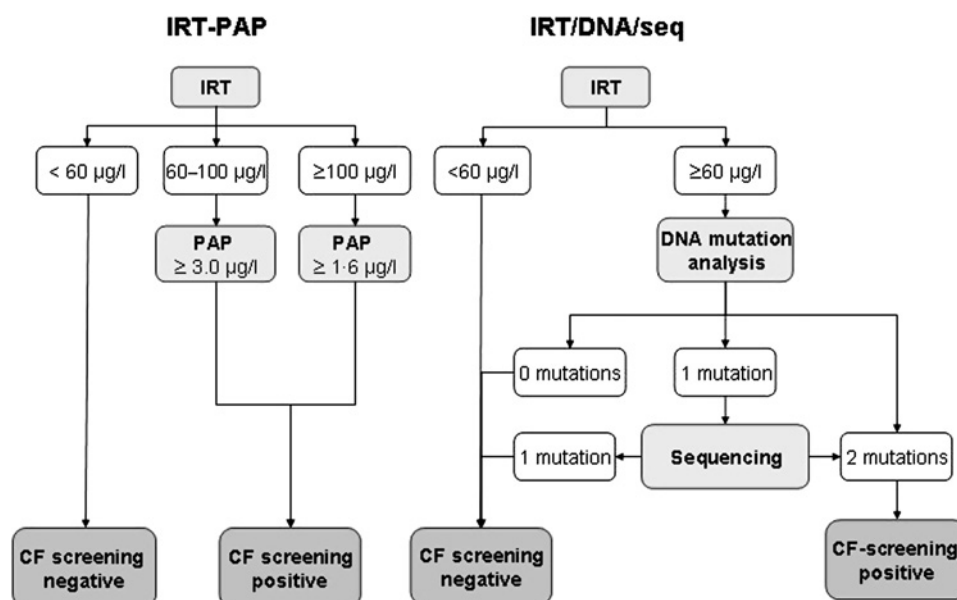 IRT-PAP
IRT
< 60 µg/l
60–100 µg/l
≥100 µg/l
PAP
≥ 3.0 µg/l
PAP
≥ 1·6 µg/l
CF screening
negative
CF screening
positive
IRT/DNA/seq
IRT
<60 µg/l
≥60 µg/l
DNA mutation
analysis
0 mutations
1 mutation
1 mutation
Sequencing
2 mutations
CF screening
negative
CF-screening
positive